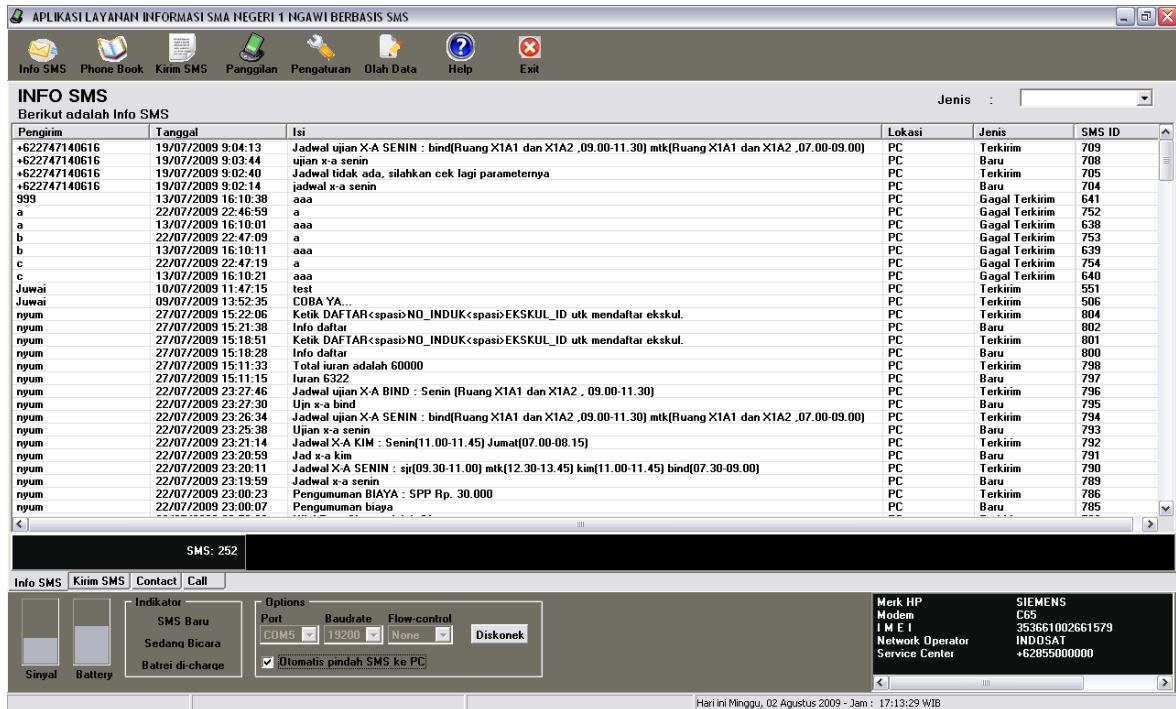 APLIKASI LAYANAN INFORMASI SMA NEGERI 1 NGAWI BERBASIS SMS
Info SMS Phone Book Kirim SMS Panggilan Pengaturan Olah Data Help Exit
INFO SMS
Jenis :
Berikut adalah Info SMS
Pengirim Tanggal Isi Lokasi Jenis SMS ID
+622747140616 19/07/2009 9:04:13 Jadwal ujian X-A SENIN : bind(Ruang X1A1 dan X1A2 ,09.00-11.30) mtk(Ruang X1A1 dan X1A2 ,07.00-09.00) PC Terkirim 709
+622747140616 19/07/2009 9:03:44 ujian x-a senin PC Baru 708
+622747140616 19/07/2009 9:02:40 Jadwal tidak ada, silahkan cek lagi parameternya PC Terkirim 705
+622747140616 19/07/2009 9:02:14 jadwal x-a senin PC Baru 704
999 13/07/2009 16:10:38 aaa PC Gagal Terkirim 641
a 22/07/2009 22:46:59 a PC Gagal Terkirim 752
a 13/07/2009 16:10:01 aaa PC Gagal Terkirim 638
b 22/07/2009 22:47:09 a PC Gagal Terkirim 753
b 13/07/2009 16:10:11 aaa PC Gagal Terkirim 639
c 22/07/2009 22:47:19 a PC Gagal Terkirim 754
c 13/07/2009 16:10:21 aaa PC Gagal Terkirim 640
Juwai 10/07/2009 11:47:15 test PC Terkirim 551
Juwai 09/07/2009 13:52:35 COBA YA... PC Terkirim 506
nyum 27/07/2009 15:22:06 Ketik DAFTAR<spasi>NO_INDUK<spasi>EKSKUL_ID utk mendaftar ekskul. PC Terkirim 804
nyum 27/07/2009 15:21:38 Info daftar PC Baru 802
nyum 27/07/2009 15:18:51 Ketik DAFTAR<spasi>NO_INDUK<spasi>EKSKUL_ID utk mendaftar ekskul. PC Terkirim 801
nyum 27/07/2009 15:18:28 Info daftar PC Baru 800
nyum 27/07/2009 15:11:33 Total iuran adalah 60000 PC Terkirim 798
nyum 27/07/2009 15:11:15 Iuran 6322 PC Baru 797
nyum 22/07/2009 23:27:46 Jadwal ujian X-A BIND : Senin (Ruang X1A1 dan X1A2 , 09.00-11.30) PC Terkirim 796
nyum 22/07/2009 23:27:30 Ujn x-a bind PC Baru 795
nyum 22/07/2009 23:26:34 Jadwal ujian X-A SENIN : bind(Ruang X1A1 dan X1A2 ,09.00-11.30) mtk(Ruang X1A1 dan X1A2 ,07.00-09.00) PC Terkirim 794
nyum 22/07/2009 23:25:38 Ujian x-a senin PC Baru 793
nyum 22/07/2009 23:21:14 Jadwal X-A KIM : Senin(11.00-11.45) Jumat(07.00-08.15) PC Terkirim 792
nyum 22/07/2009 23:20:59 Jad x-a kim PC Baru 791
nyum 22/07/2009 23:20:11 Jadwal X-A SENIN : sjr(09.30-11.00) mtk(12.30-13.45) kim(11.00-11.45) bind(07.30-09.00) PC Terkirim 790
nyum 22/07/2009 23:19:59 Jadwal x-a senin PC Baru 789
nyum 22/07/2009 23:00:23 Pengumuman BIAYA : SPP Rp. 30.000 PC Terkirim 786
nyum 22/07/2009 23:00:07 Pengumuman biaya PC Baru 785
SMS: 252
Info SMS Kirim SMS Contact Call
Indikator
SMS Baru
Sedang Bicara
Batrei di-charge
Sinyal Battery
Options
Port Baudrate Flow-control
COM5 19200 None Diskonek
Otomatis pindah SMS ke PC
Merk HP SIEMENS
Modem C65
I M E I 353661002661579
Network Operator INDOSAT
Service Center +62855000000
Hari ini Minggu, 02 Agustus 2009 - Jam : 17:13:29 WIB